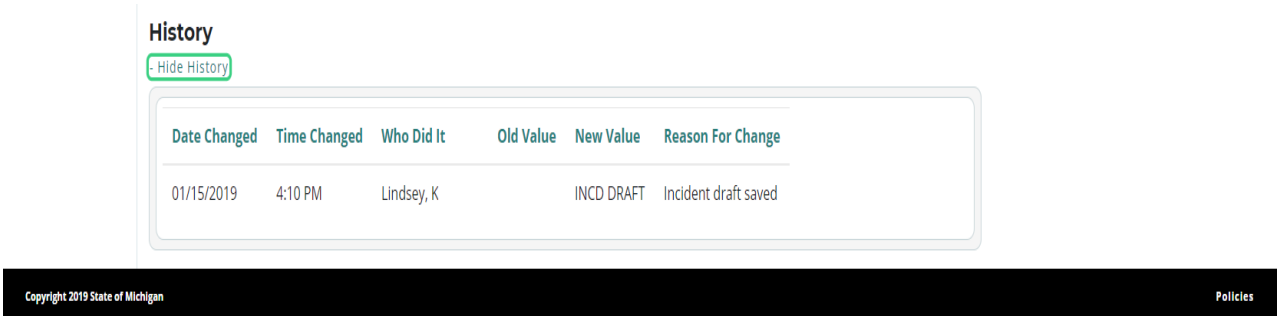 History
- Hide History
Date Changed Time Changed Who Did It Old Value New Value Reason For Change
01/15/2019 4:10 PM Lindsey, K INCD DRAFT Incident draft saved
Copyright 2019 State of Michigan Policies